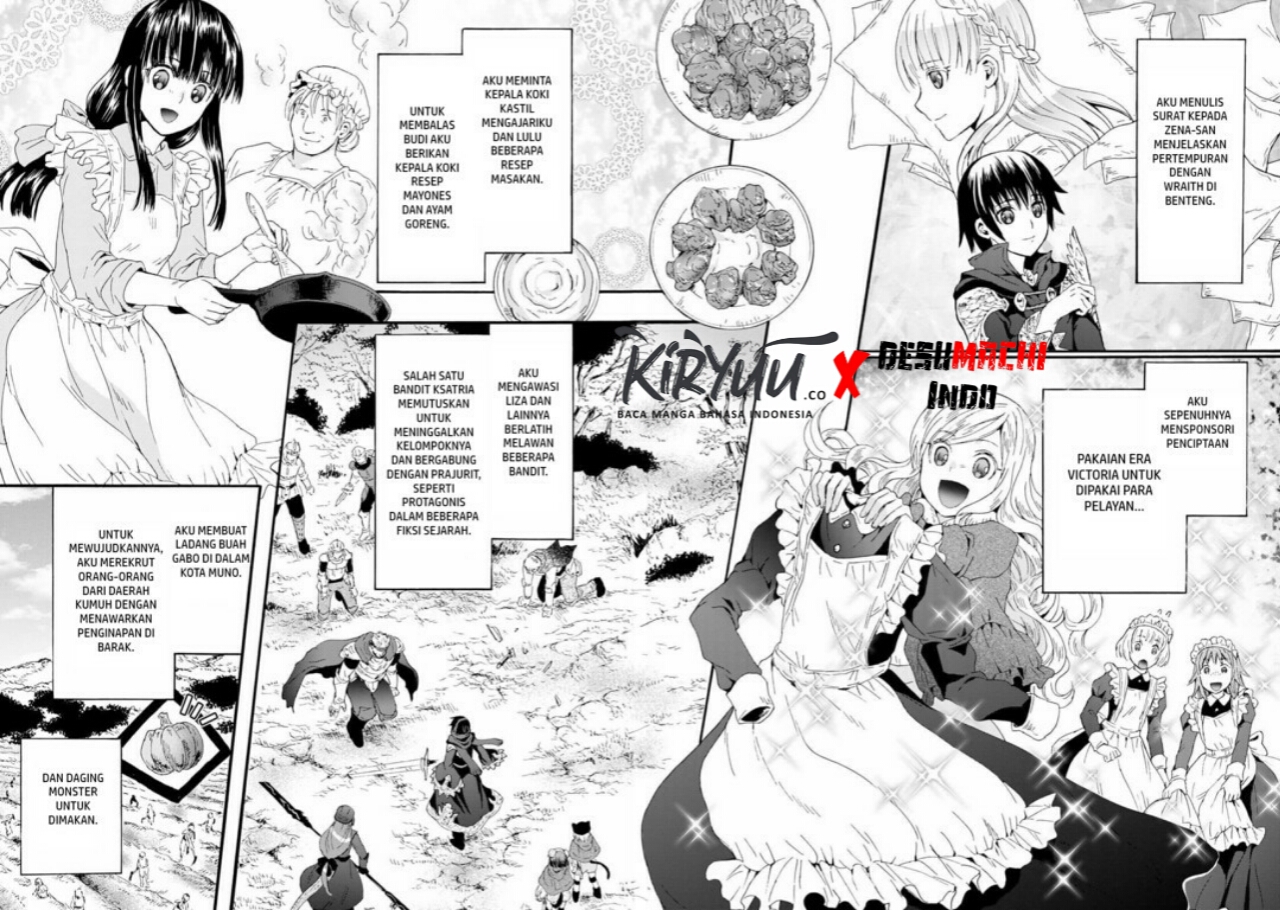 AKU MENULIS
SURAT KEPADA
ZENA-SAN
MENJELASKAN
PERTEMPURAN
DENGAN
WRAITH DI
BENTENG.
AKU MEMINTA
KEPALA KOKI
KASTIL
MENGAJARIKU
DAN LULU
BEBERAPA
RESEP
MASAKAN.
UNTUK
MEMBALAS
BUDI AKU
BERIKAN
KEPALA KOKI
RESEP
MAYONES
DAN AYAM
GORENG.
KIRYUU
.CO
BACA MANGA BAHASA INDONESIA
X
DESUMACHI
INDO
AKU
SEPENUHNYA
MENSPONSORI
PENCIPTAAN
PAKAIAN ERA
VICTORIA UNTUK
DIPAKAI PARA
PELAYAN...
AKU
MENGAWASI
LIZA DAN
LAINNYA
BERLATIH
MELAWAN
BEBERAPA
BANDIT.
SALAH SATU
BANDIT KSATRIA
MEMUTUSKAN
UNTUK
MENINGGALKAN
KELOMPOKNYA
DAN BERGABUNG
DENGAN PRAJURIT,
SEPERTI
PROTAGONIS
DALAM BEBERAPA
FIKSI SEJARAH.
AKU MEMBUAT
LADANG BUAH
GABO DI DALAM
KOTA MUNO.
UNTUK
MEWUJUDKANNYA,
AKU MEREKRUT
ORANG-ORANG
DARI DAERAH
KUMUH DENGAN
MENAWARKAN
PENGINAPAN DI
BARAK.
DAN DAGING
MONSTER
UNTUK
DIMAKAN.